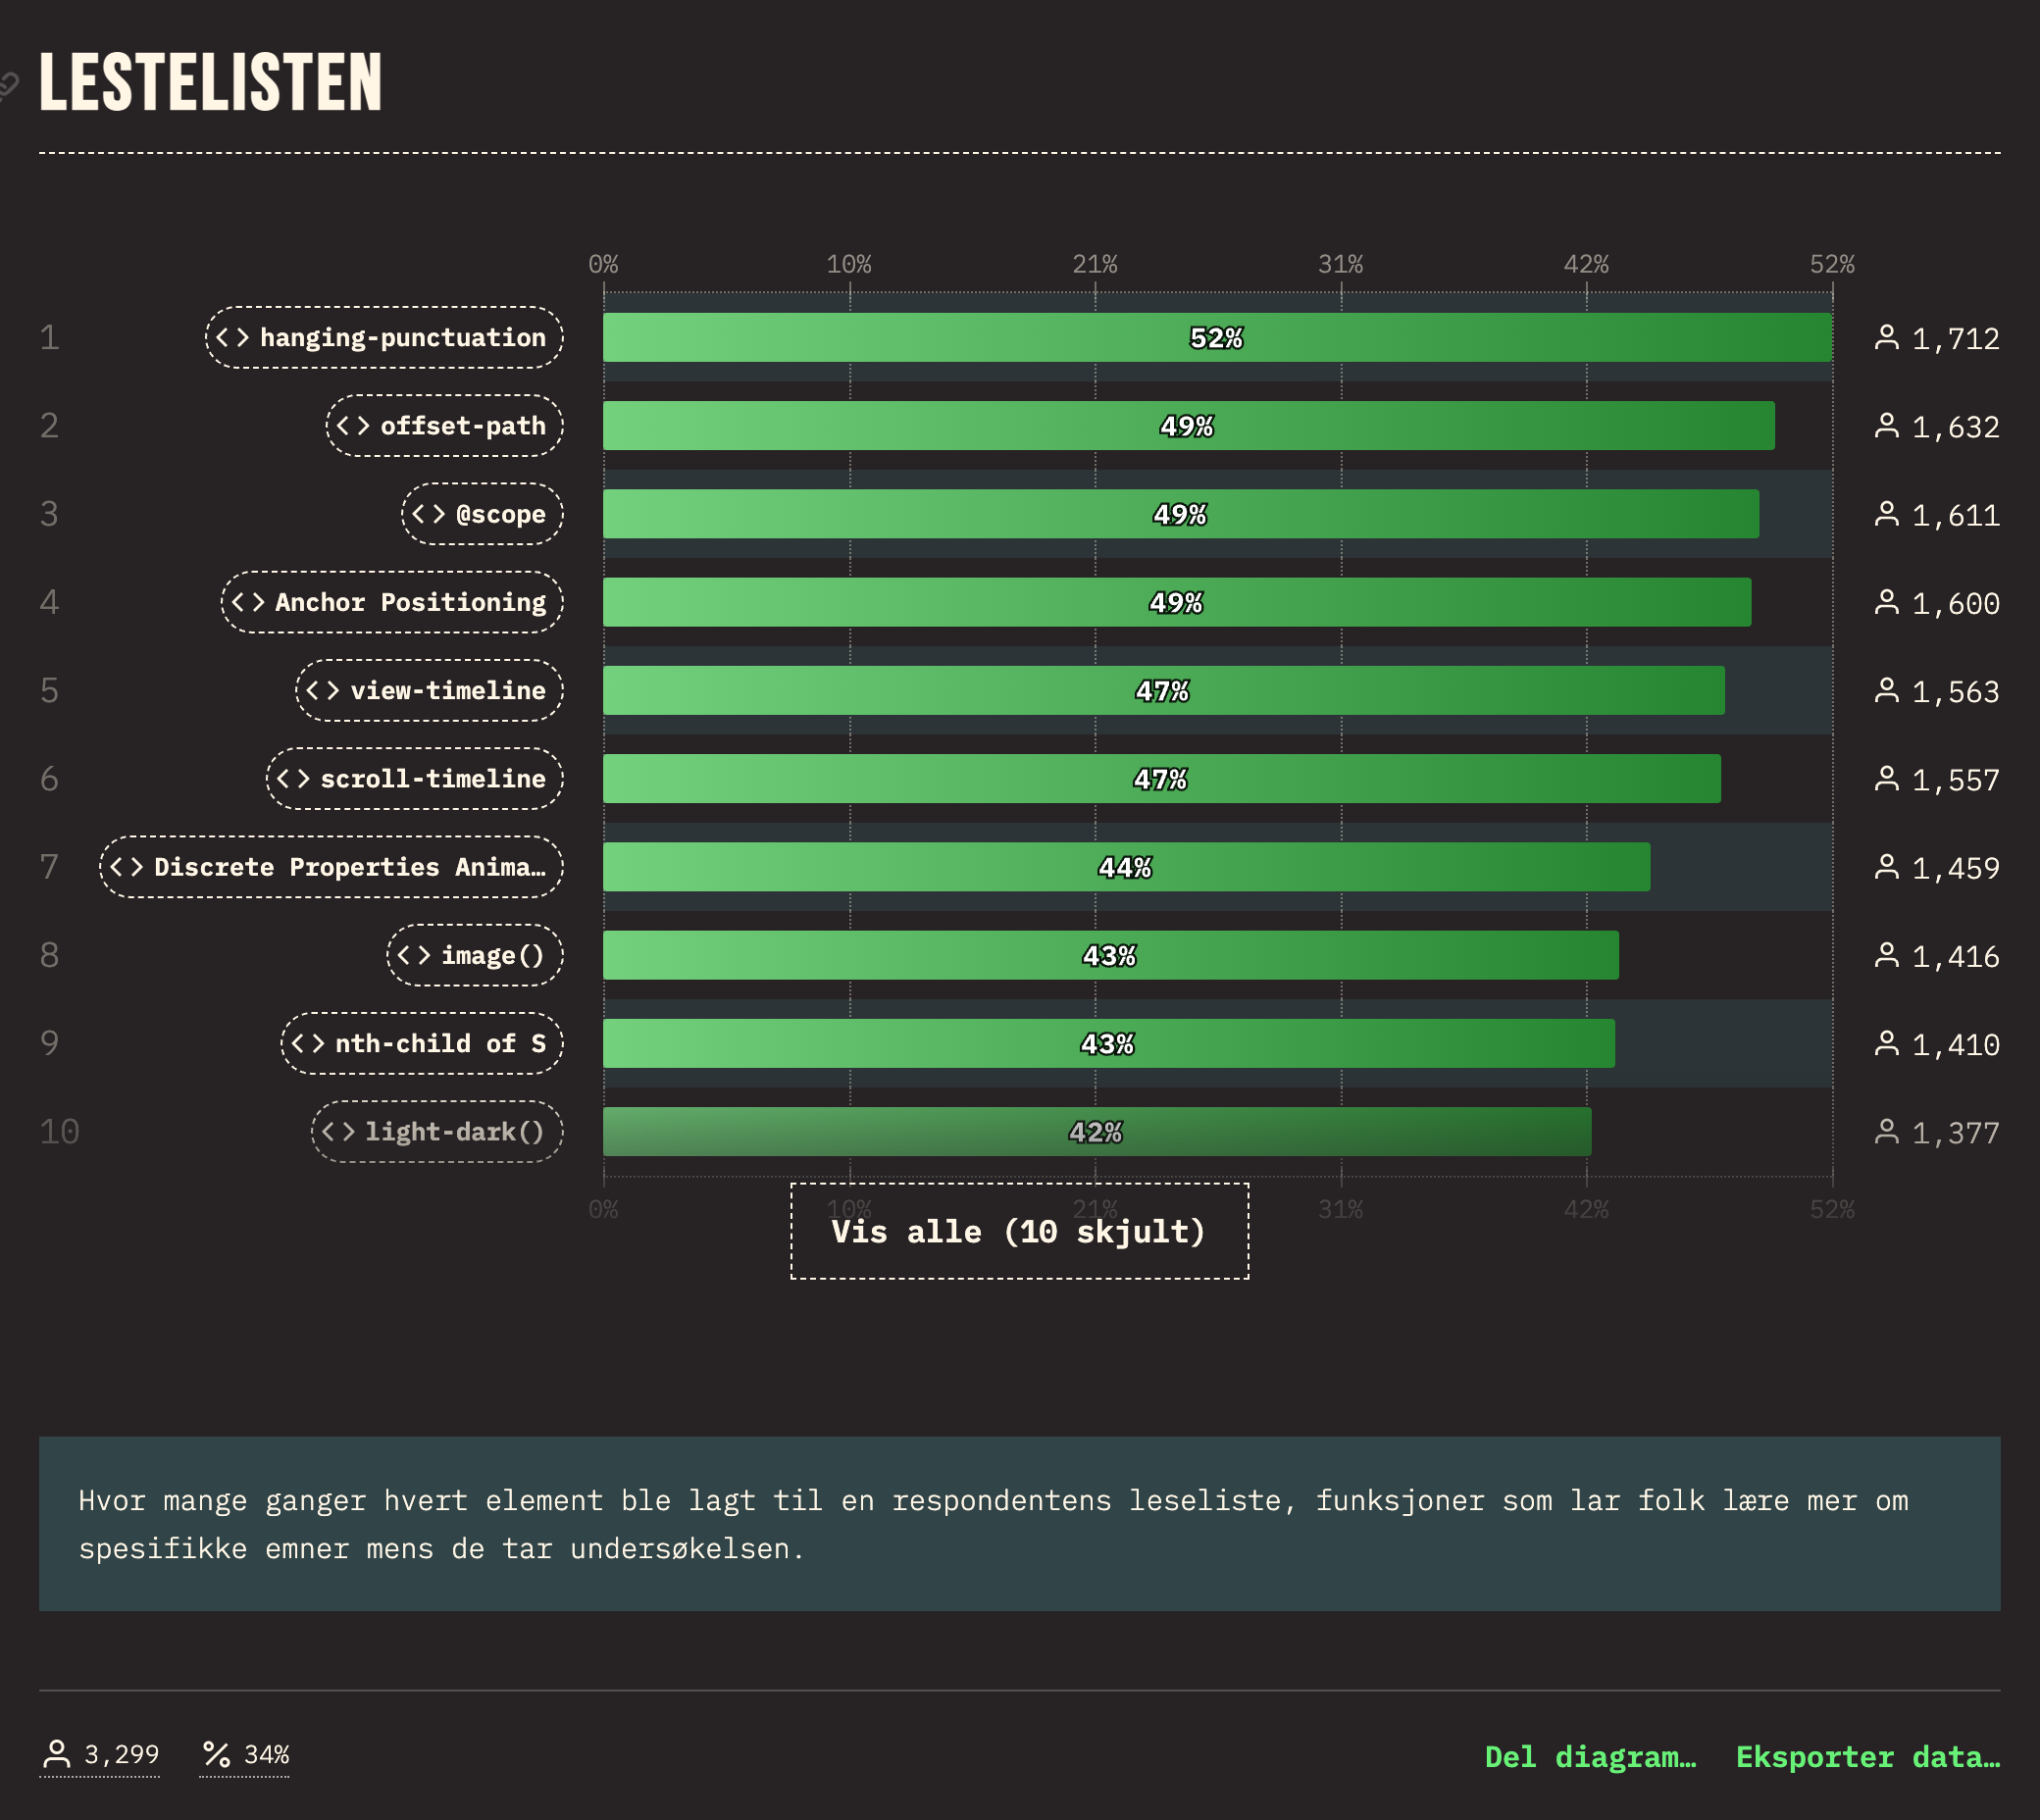 LESTELISTEN
0% 10% 21% 31% 42% 52%
1 <> hanging-punctuation 52% 1,712
2 <> offset-path 49% 1,632
3 <> @scope 49% 1,611
4 <> Anchor Positioning 49% 1,600
5 <> view-timeline 47% 1,563
6 <> scroll-timeline 47% 1,557
7 <> Discrete Properties Anima… 44% 1,459
8 <> image() 43% 1,416
9 <> nth-child of S 43% 1,410
10 <> light-dark() 42% 1,377
0% 10% 21% 31% 42% 52%
Vis alle (10 skjult)
Hvor mange ganger hvert element ble lagt til en respondentens leseliste, funksjoner som lar folk lære mer om
spesifikke emner mens de tar undersøkelsen.
3,299 % 34% Del diagram… Eksporter data…